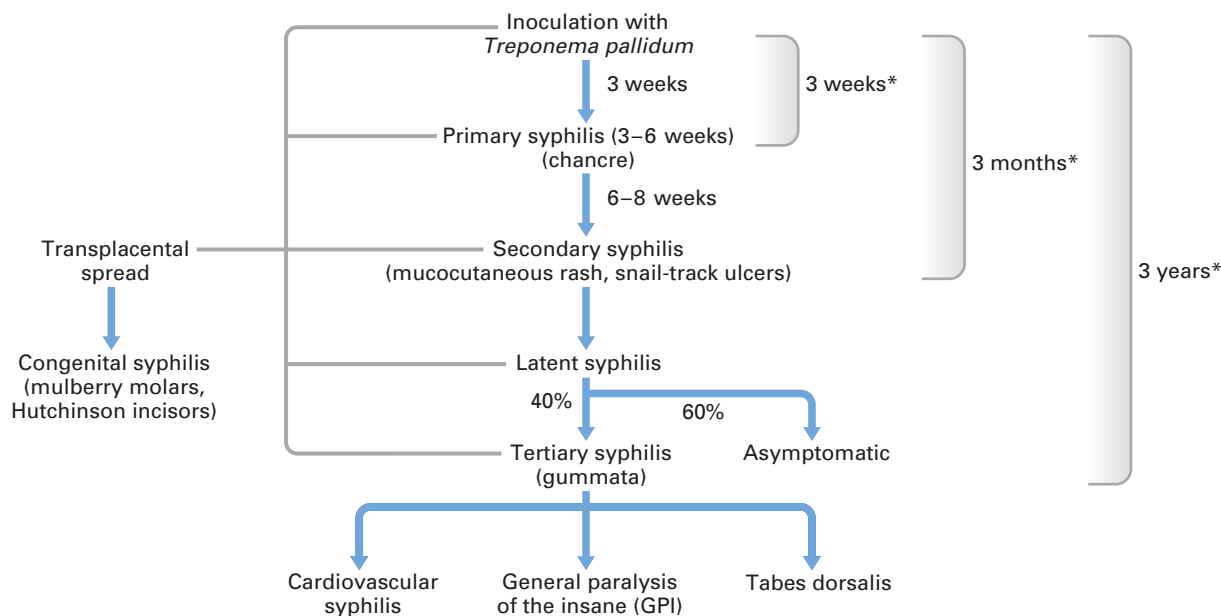 Inoculation with
Treponema pallidum
3 weeks
3 weeks*
Primary syphilis (3–6 weeks)
(chancre)
3 months*
6–8 weeks
Transplacental
spread
Secondary syphilis
(mucocutaneous rash, snail-track ulcers)
3 years*
Congenital syphilis
(mulberry molars,
Hutchinson incisors)
Latent syphilis
40%
60%
Tertiary syphilis
(gummata)
Asymptomatic
Cardiovascular
syphilis
General paralysis
of the insane (GPI)
Tabes dorsalis